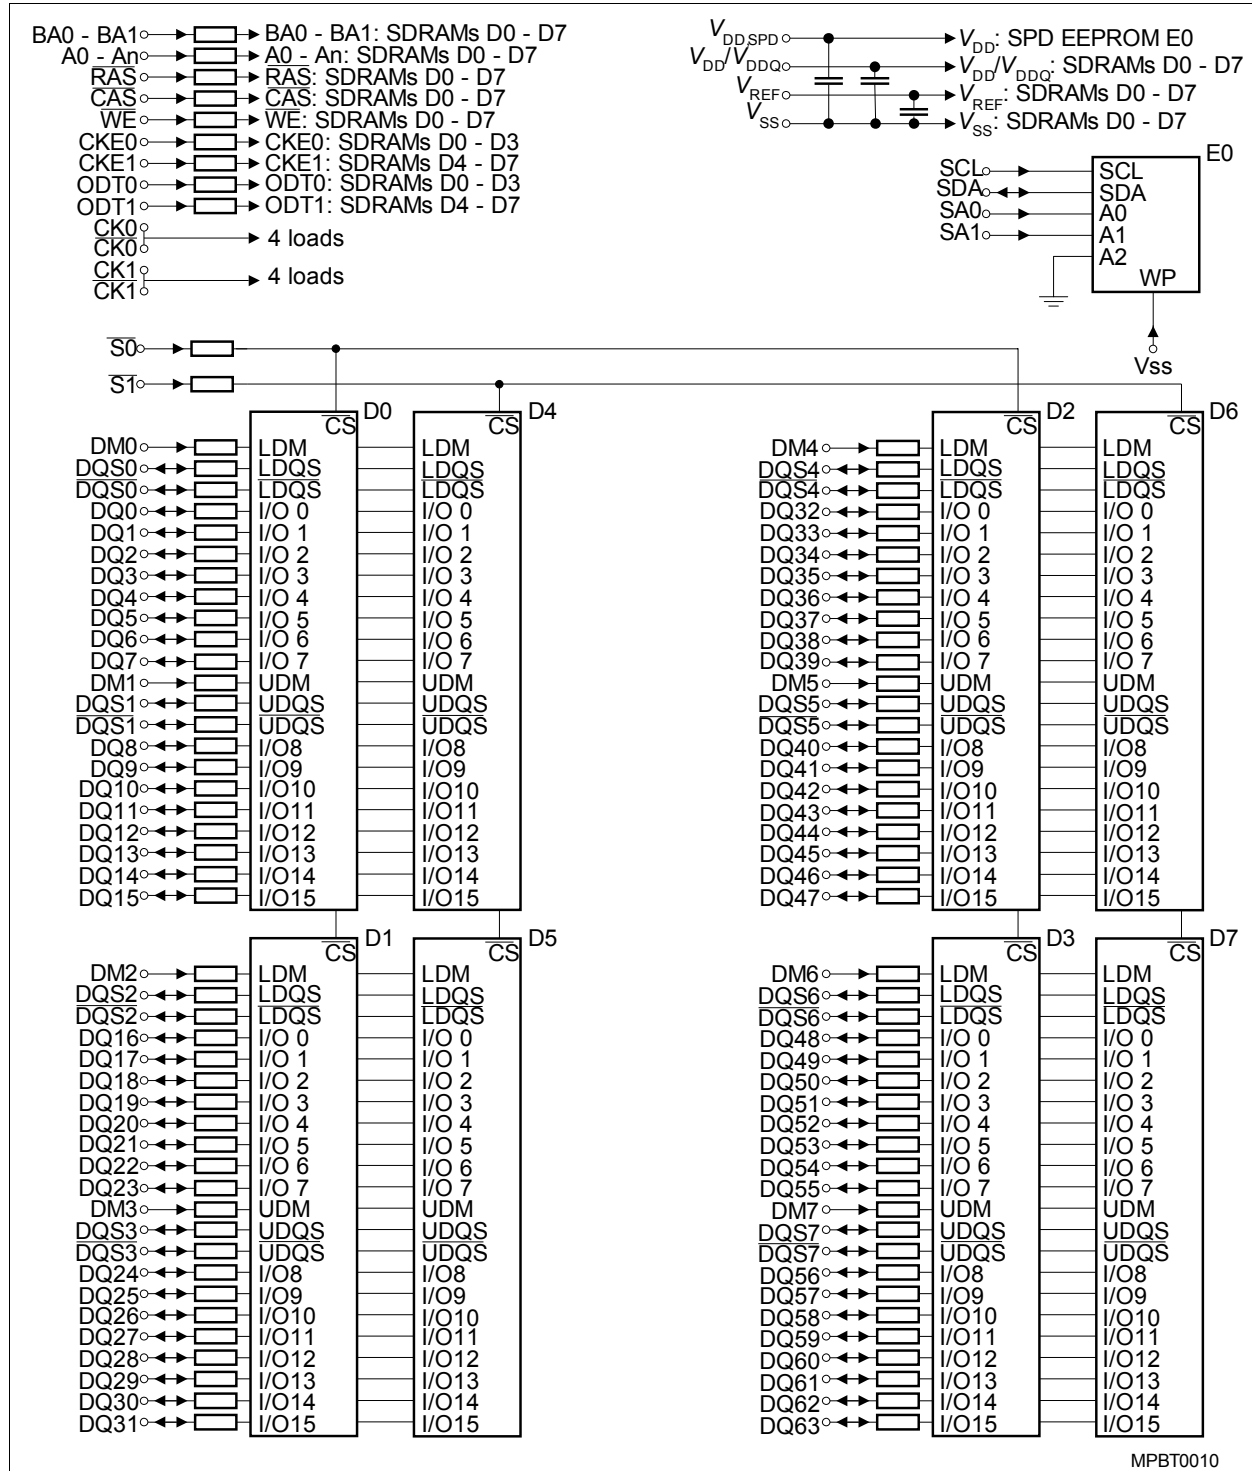 BA0 - BA1 BA0 - BA1: SDRAMs D0 - D7
A0 - An A0 - An: SDRAMs D0 - D7
RAS RAS: SDRAMs D0 - D7
CAS CAS: SDRAMs D0 - D7
WE WE: SDRAMs D0 - D7
CKE0 CKE0: SDRAMs D0 - D3
CKE1 CKE1: SDRAMs D4 - D7
ODT0 ODT0: SDRAMs D0 - D3
ODT1 ODT1: SDRAMs D4 - D7
CK0
CK0
4 loads
CK1
CK1
4 loads
VDDSPD VDD: SPD EEPROM E0
VDD/VDDQ VDD/VDDQ: SDRAMs D0 - D7
VREF VREF: SDRAMs D0 - D7
VSS VSS: SDRAMs D0 - D7
E0
SCL SCL
SDA SDA
SA0 A0
SA1 A1
A2
WP
Vss
S0
S1
D0 D4
CS CS
DM0 LDM LDM
DQS0 LDQS LDQS
DQS0 LDQS LDQS
DQ0 I/O 0 I/O 0
DQ1 I/O 1 I/O 1
DQ2 I/O 2 I/O 2
DQ3 I/O 3 I/O 3
DQ4 I/O 4 I/O 4
DQ5 I/O 5 I/O 5
DQ6 I/O 6 I/O 6
DQ7 I/O 7 I/O 7
DM1 UDM UDM
DQS1 UDQS UDQS
DQS1 UDQS UDQS
DQ8 I/O8 I/O8
DQ9 I/O9 I/O9
DQ10 I/O10 I/O10
DQ11 I/O11 I/O11
DQ12 I/O12 I/O12
DQ13 I/O13 I/O13
DQ14 I/O14 I/O14
DQ15 I/O15 I/O15
D2 D6
CS CS
DM4 LDM LDM
DQS4 LDQS LDQS
DQS4 LDQS LDQS
DQ32 I/O 0 I/O 0
DQ33 I/O 1 I/O 1
DQ34 I/O 2 I/O 2
DQ35 I/O 3 I/O 3
DQ36 I/O 4 I/O 4
DQ37 I/O 5 I/O 5
DQ38 I/O 6 I/O 6
DQ39 I/O 7 I/O 7
DM5 UDM UDM
DQS5 UDQS UDQS
DQS5 UDQS UDQS
DQ40 I/O8 I/O8
DQ41 I/O9 I/O9
DQ42 I/O10 I/O10
DQ43 I/O11 I/O11
DQ44 I/O12 I/O12
DQ45 I/O13 I/O13
DQ46 I/O14 I/O14
DQ47 I/O15 I/O15
D1 D5
CS CS
DM2 LDM LDM
DQS2 LDQS LDQS
DQS2 LDQS LDQS
DQ16 I/O 0 I/O 0
DQ17 I/O 1 I/O 1
DQ18 I/O 2 I/O 2
DQ19 I/O 3 I/O 3
DQ20 I/O 4 I/O 4
DQ21 I/O 5 I/O 5
DQ22 I/O 6 I/O 6
DQ23 I/O 7 I/O 7
DM3 UDM UDM
DQS3 UDQS UDQS
DQS3 UDQS UDQS
DQ24 I/O8 I/O8
DQ25 I/O9 I/O9
DQ26 I/O10 I/O10
DQ27 I/O11 I/O11
DQ28 I/O12 I/O12
DQ29 I/O13 I/O13
DQ30 I/O14 I/O14
DQ31 I/O15 I/O15
D3 D7
CS CS
DM6 LDM LDM
DQS6 LDQS LDQS
DQS6 LDQS LDQS
DQ48 I/O 0 I/O 0
DQ49 I/O 1 I/O 1
DQ50 I/O 2 I/O 2
DQ51 I/O 3 I/O 3
DQ52 I/O 4 I/O 4
DQ53 I/O 5 I/O 5
DQ54 I/O 6 I/O 6
DQ55 I/O 7 I/O 7
DM7 UDM UDM
DQS7 UDQS UDQS
DQS7 UDQS UDQS
DQ56 I/O8 I/O8
DQ57 I/O9 I/O9
DQ58 I/O10 I/O10
DQ59 I/O11 I/O11
DQ60 I/O12 I/O12
DQ61 I/O13 I/O13
DQ62 I/O14 I/O14
DQ63 I/O15 I/O15
MPBT0010